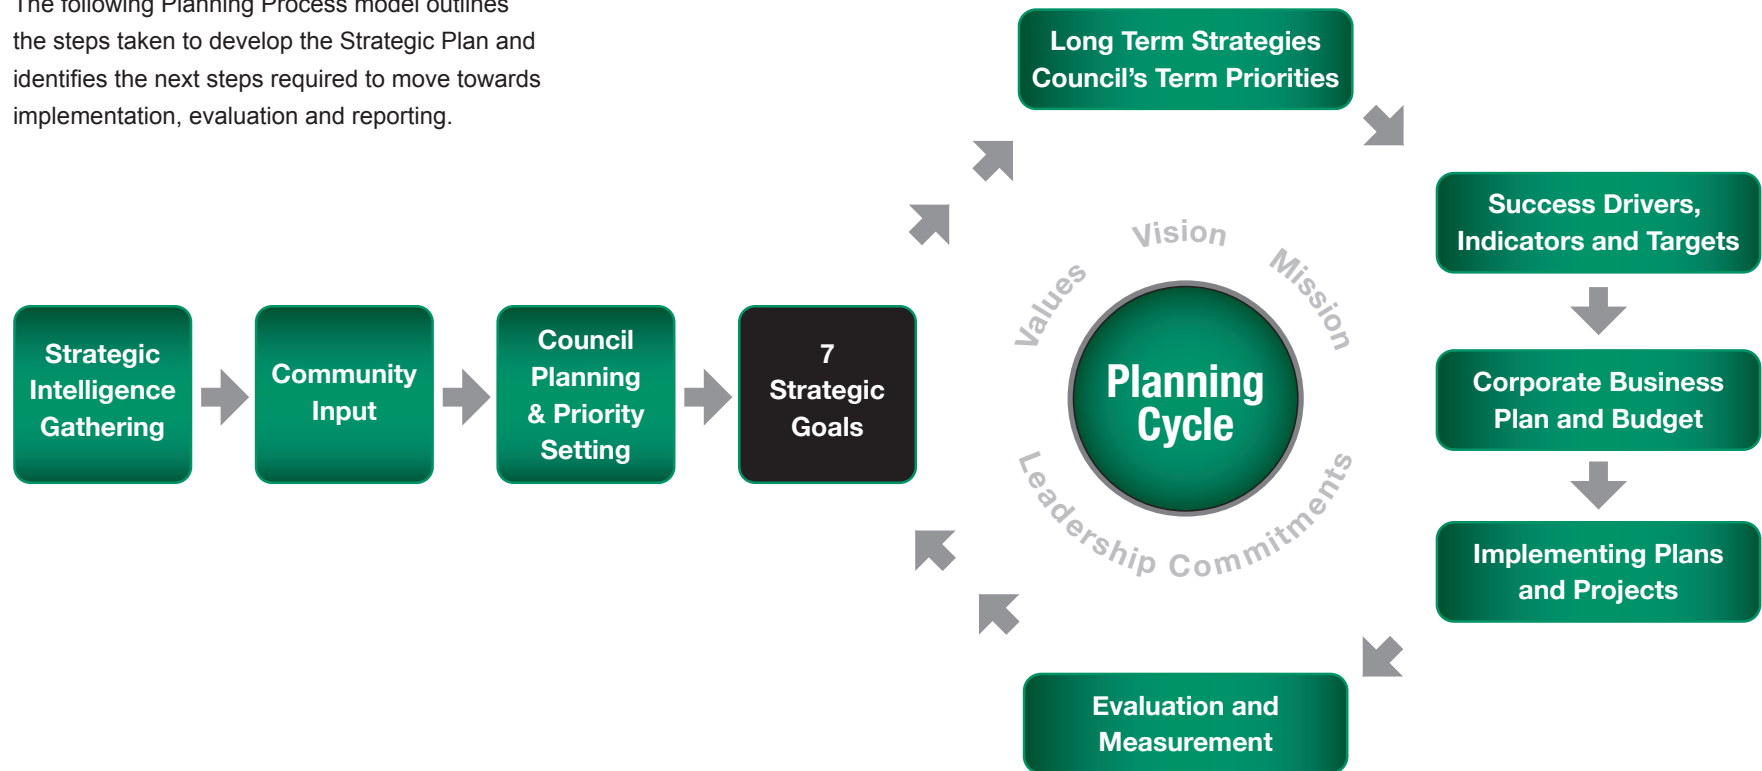 The following Planning Process model outlines
the steps taken to develop the Strategic Plan and
identifies the next steps required to move towards
implementation, evaluation and reporting.
Long Term Strategies
Council's Term Priorities
Success Drivers,
Indicators and Targets
Corporate Business
Plan and Budget
Implementing Plans
and Projects
Evaluation and
Measurement
Strategic
Intelligence
Gathering
Community
Input
Council
Planning
& Priority
Setting
7
Strategic
Goals
Values
Vision
Mission
Planning
Cycle
Leadership Commitments